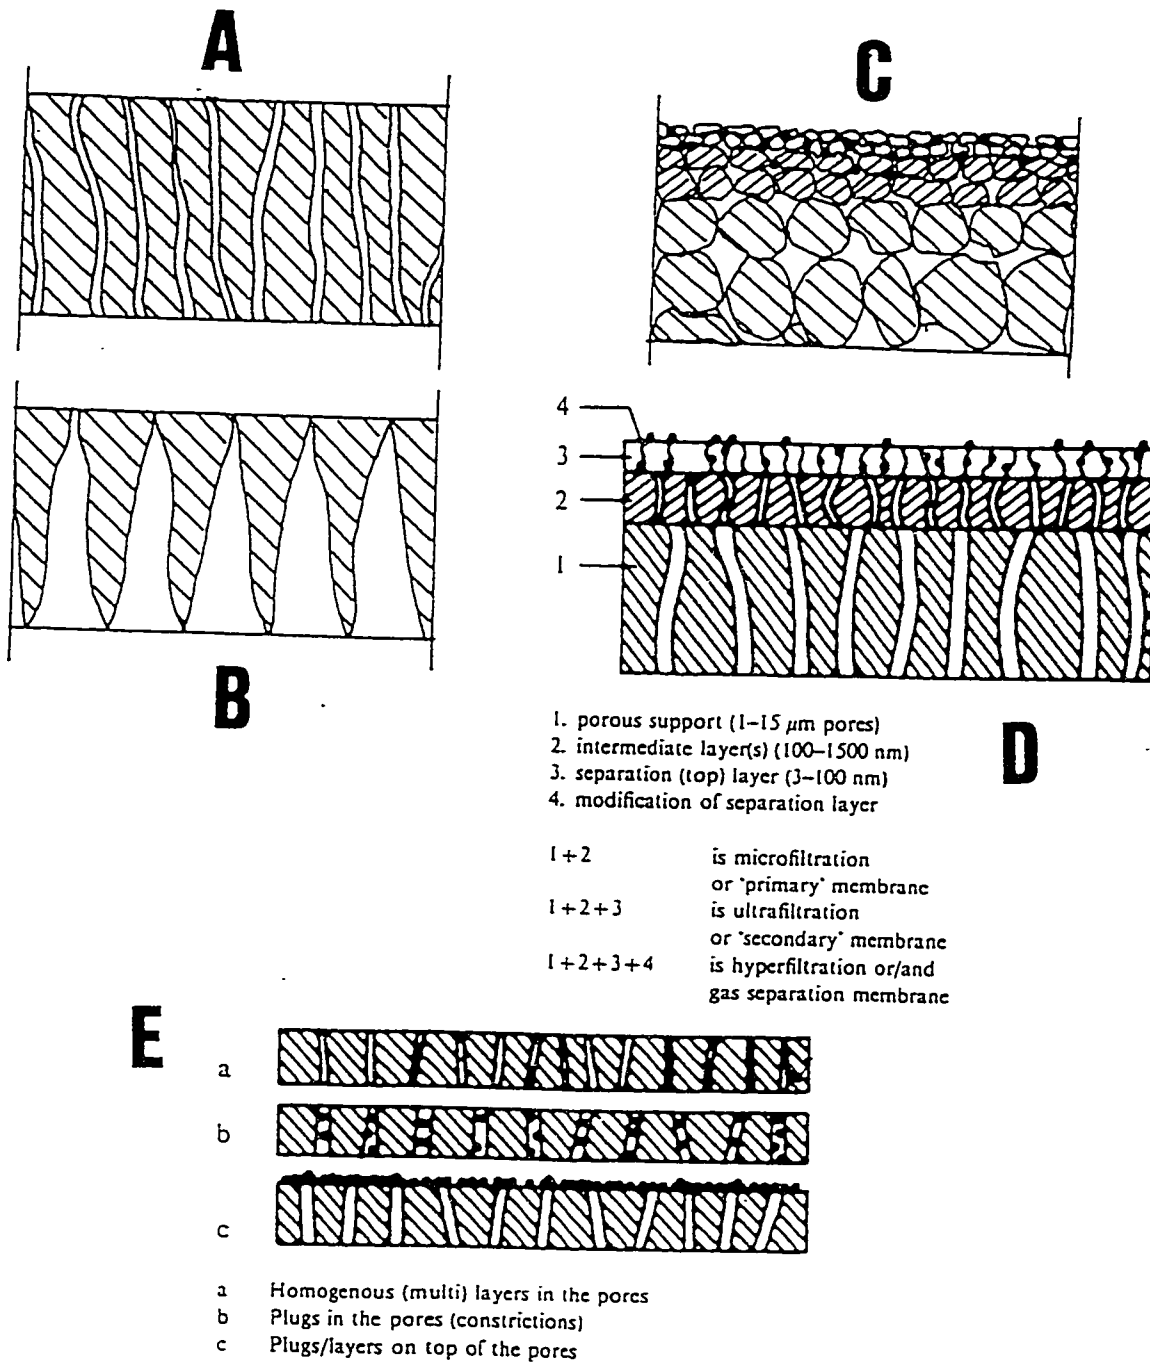 A
C
B
4
3
2
1
D
1. porous support (1–15 μm pores)
2. intermediate layer(s) (100–1500 nm)
3. separation (top) layer (3–100 nm)
4. modification of separation layer
1+2 is microfiltration
or 'primary' membrane
1+2+3 is ultrafiltration
or 'secondary' membrane
1+2+3+4 is hyperfiltration or/and
gas separation membrane
E
a
b
c
a Homogenous (multi) layers in the pores
b Plugs in the pores (constrictions)
c Plugs/layers on top of the pores